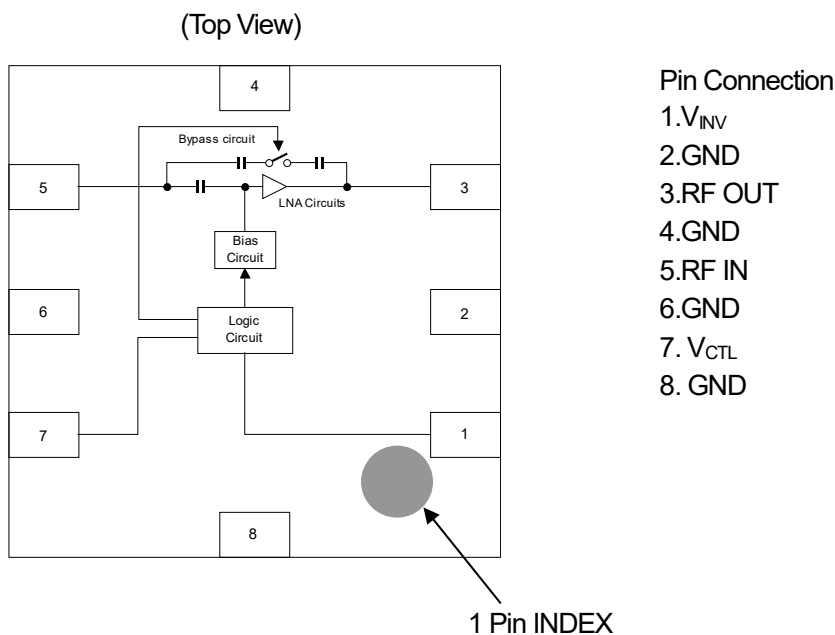 (Top View)
4
Bypass circuit
5
3
LNA Circuits
Bias
Circuit
6
2
Logic
Circuit
7
1
8
1 Pin INDEX
Pin Connection
1.VINV
2.GND
3.RF OUT
4.GND
5.RF IN
6.GND
7. VCTL
8. GND